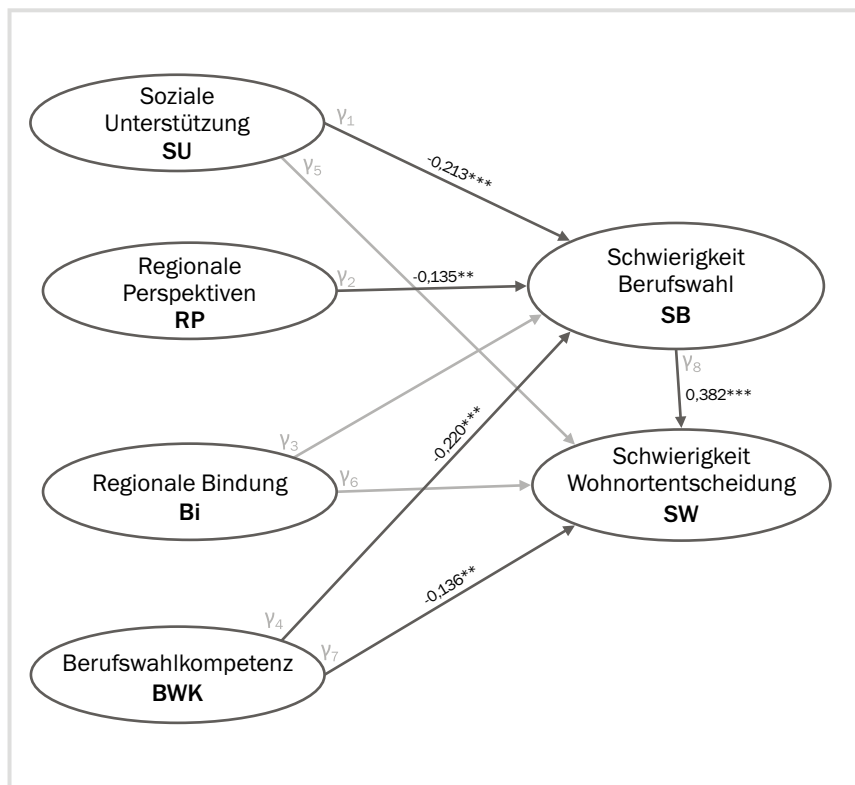 Soziale
Unterstützung
SU
γ1
-0,213***
γ5
Regionale
Perspektiven
RP
γ2
-0,135**
Schwierigkeit
Berufswahl
SB
γ8
0,382***
γ3
-0,220***
Regionale Bindung
Bi
γ6
Schwierigkeit
Wohnortentscheidung
SW
γ4
-0,136**
Berufswahlkompetenz
BWK
γ7